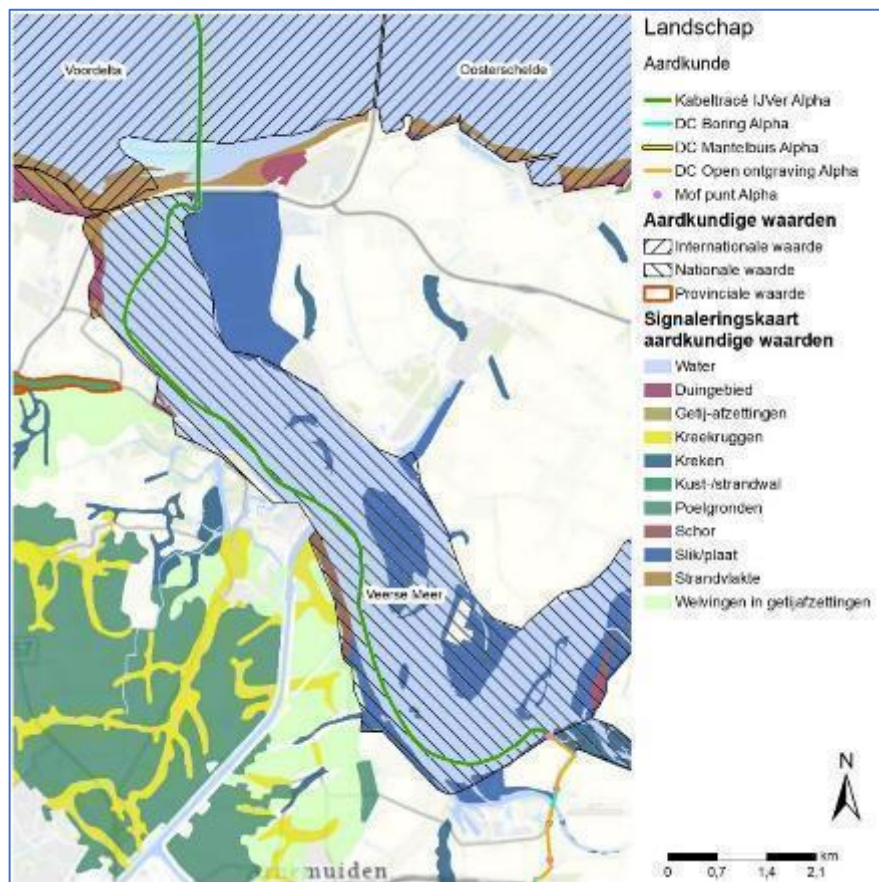 Voordelta
Oosterschelde
Veerse Meer
muiden
Landschap
Aardkunde
Kabeltracé IJVer Alpha
DC Boring Alpha
DC Mantelbuis Alpha
DC Open ontgraving Alpha
Mof punt Alpha
Aardkundige waarden
Internationale waarde
Nationale waarde
Provinciale waarde
Signaleringskaart
aardkundige waarden
Water
Duingebied
Getij-afzettingen
Kreekruggen
Kreken
Kust-/strandwal
Poelgronden
Schor
Slik/plaat
Strandvlakte
Welvingen in getijafzettingen
N
km
0 0,7 1,4 2,1